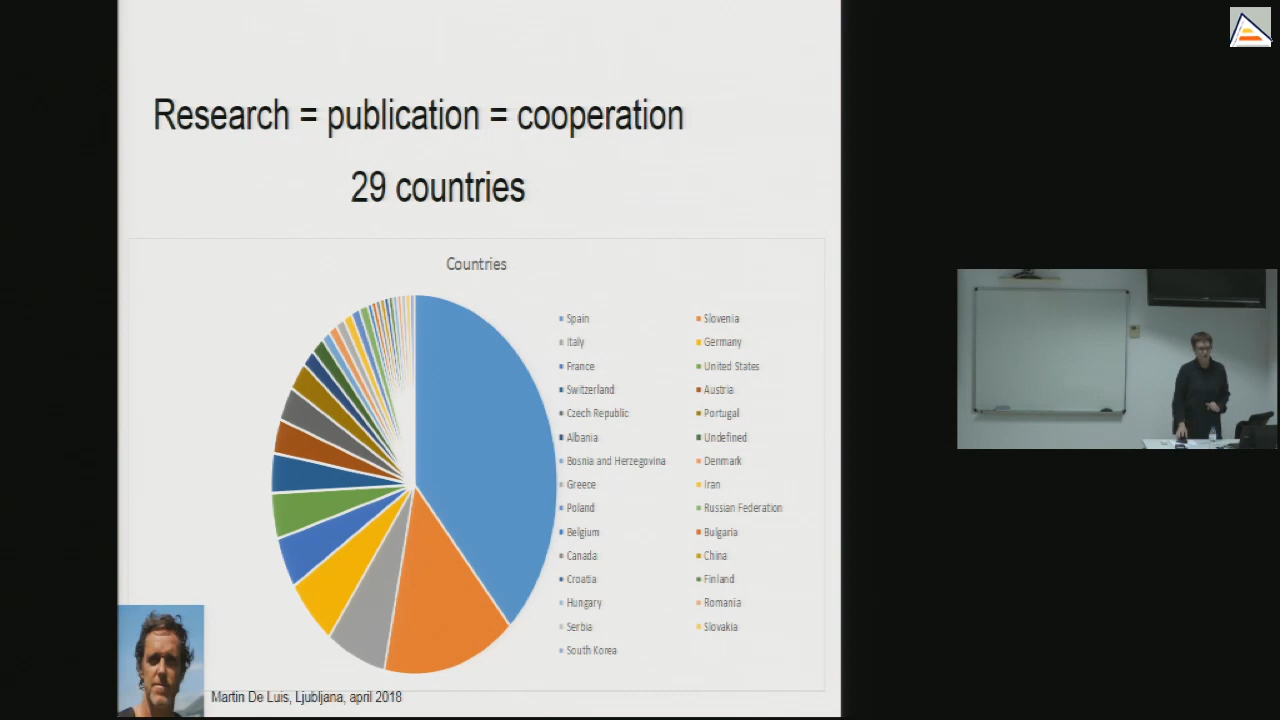 Research = publication = cooperation
29 countries
Countries
Spain
Slovenia
Italy
Germany
France
United States
Switzerland
Austria
Czech Republic
Portugal
Albania
Undefined
Bosnia and Herzegovina
Denmark
Greece
Iran
Poland
Russian Federation
Belgium
Bulgaria
Canada
China
Croatia
Finland
Hungary
Romania
Serbia
Slovakia
South Korea
Martin De Luis, Ljubljana, april 2018